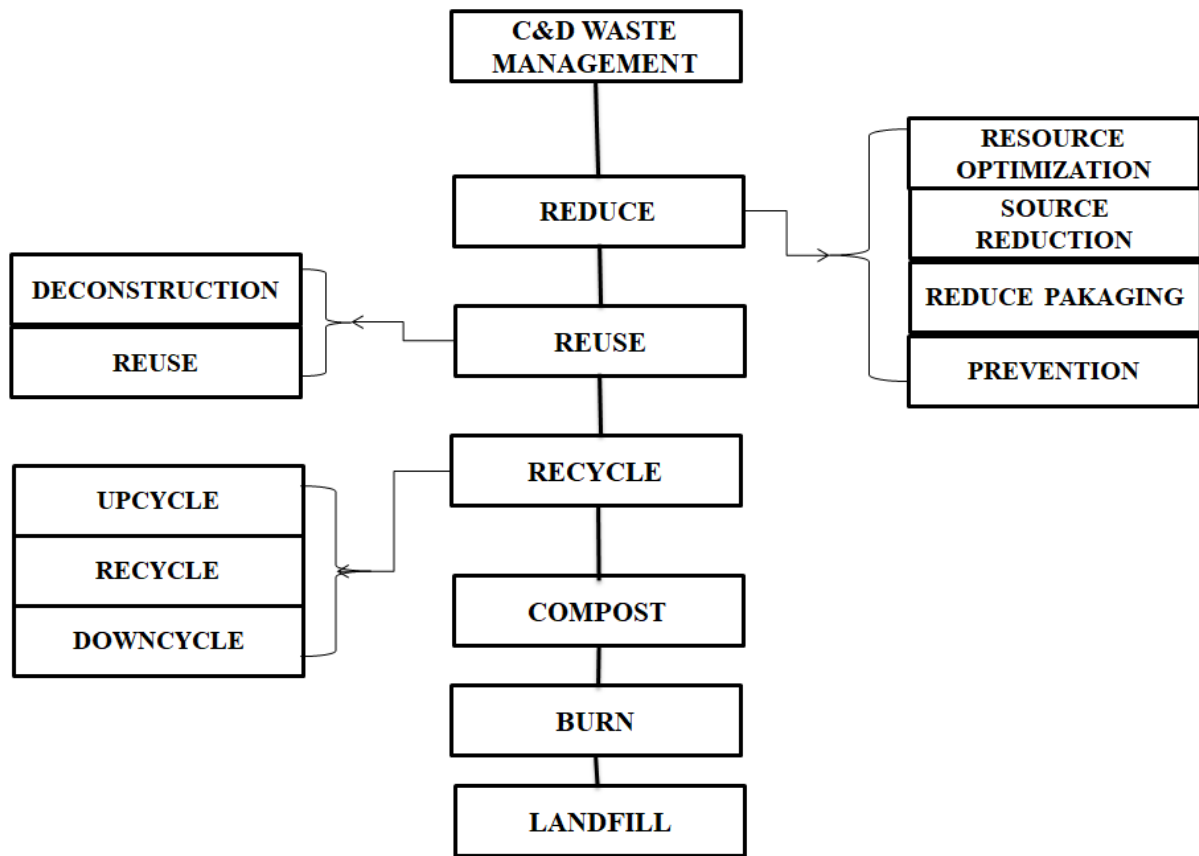 C&D WASTE
MANAGEMENT
REDUCE
RESOURCE
OPTIMIZATION
SOURCE
REDUCTION
REDUCE PAKAGING
PREVENTION
REUSE
DECONSTRUCTION
REUSE
RECYCLE
UPCYCLE
RECYCLE
DOWNCYCLE
COMPOST
BURN
LANDFILL